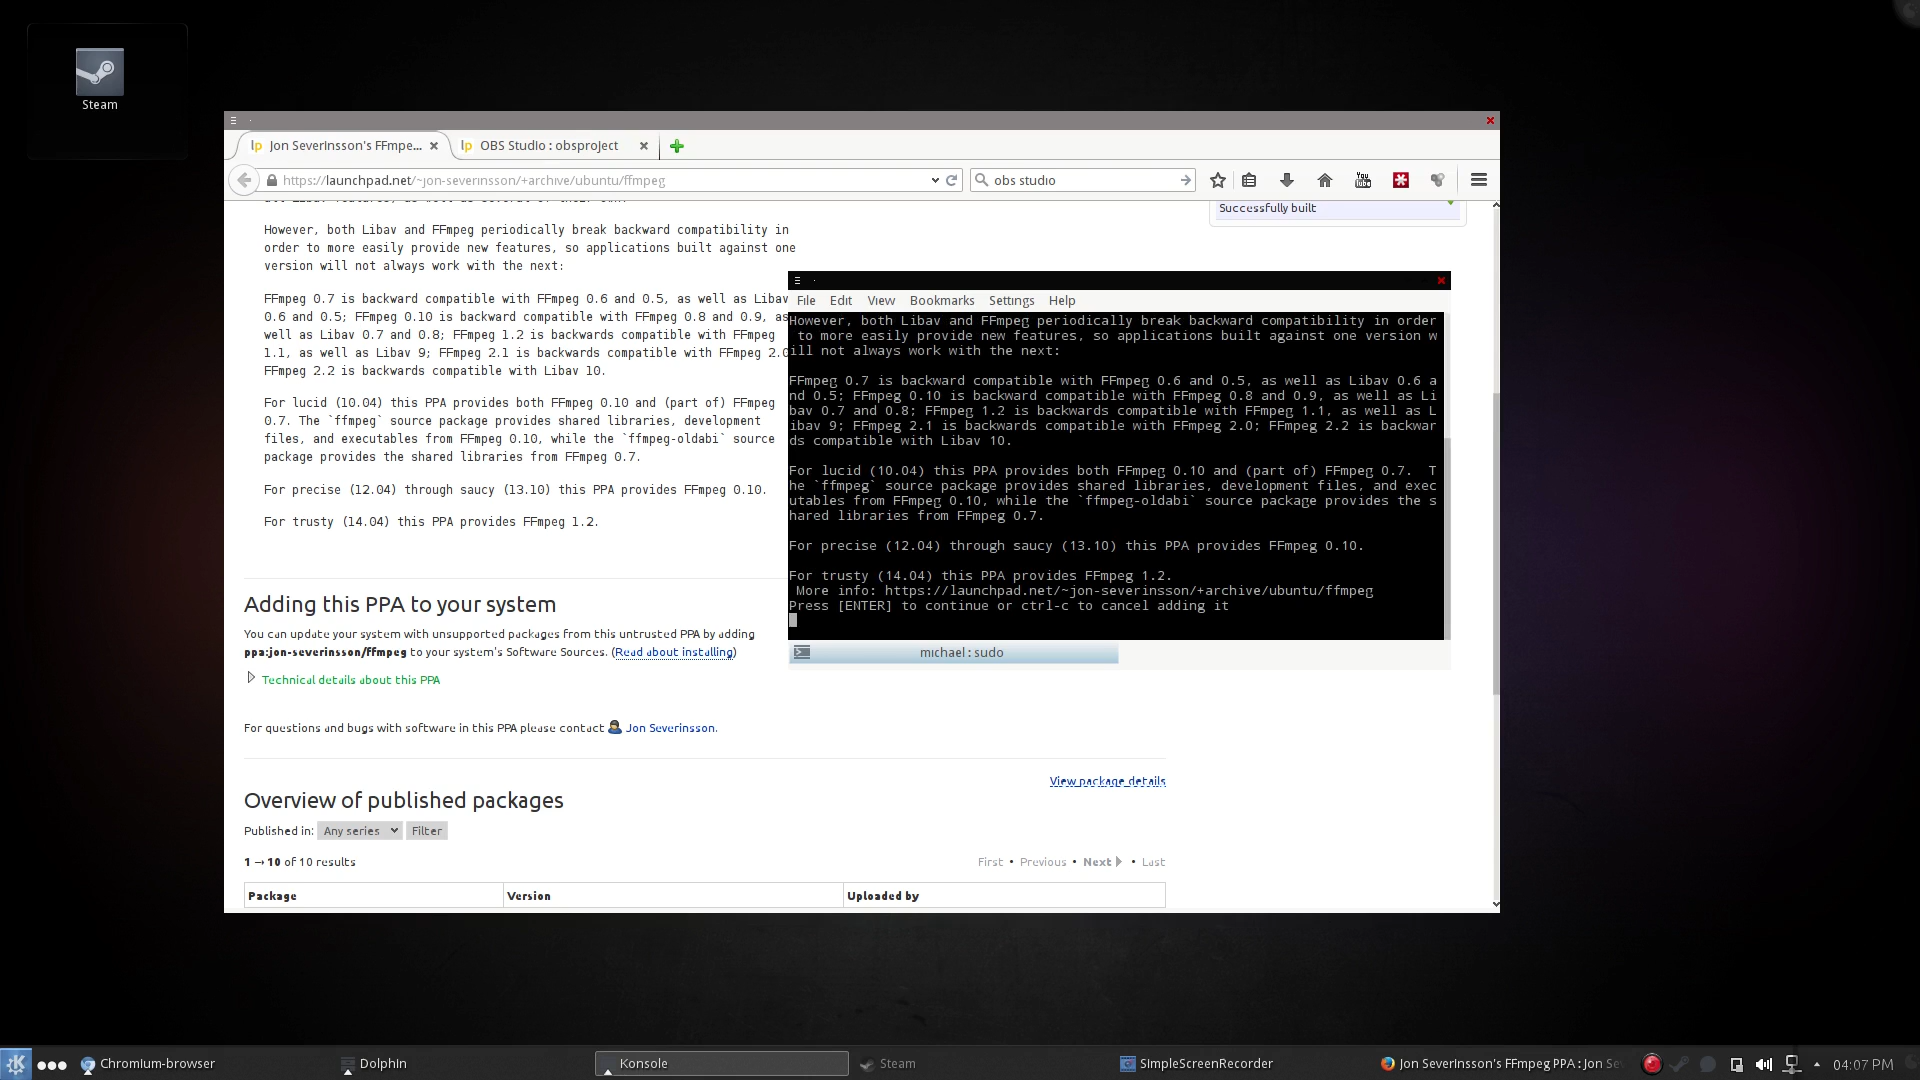 Steam
Jon Severinsson's FFmpe...
OBS Studio : obsproject
https://launchpad.net/~jon-severinsson/+archive/ubuntu/ffmpeg
obs studio
You
Tube
Successfully built
However, both Libav and FFmpeg periodically break backward compatibility in
order to more easily provide new features, so applications built against one
version will not always work with the next:
FFmpeg 0.7 is backward compatible with FFmpeg 0.6 and 0.5, as well as Libav
0.6 and 0.5; FFmpeg 0.10 is backward compatible with FFmpeg 0.8 and 0.9, as
well as Libav 0.7 and 0.8; FFmpeg 1.2 is backwards compatible with FFmpeg
1.1, as well as Libav 9; FFmpeg 2.1 is backwards compatible with FFmpeg 2.0
FFmpeg 2.2 is backwards compatible with Libav 10.
For lucid (10.04) this PPA provides both FFmpeg 0.10 and (part of) FFmpeg
0.7. The `ffmpeg` source package provides shared libraries, development
files, and executables from FFmpeg 0.10, while the `ffmpeg-oldabi` source
package provides the shared libraries from FFmpeg 0.7.
For precise (12.04) through saucy (13.10) this PPA provides FFmpeg 0.10.
For trusty (14.04) this PPA provides FFmpeg 1.2.
Adding this PPA to your system
You can update your system with unsupported packages from this untrusted PPA by adding
ppa:jon-severinsson/ffmpeg to your system's Software Sources. (Read about installing)
Technical details about this PPA
For questions and bugs with software in this PPA please contact Jon Severinsson.
View package details
Overview of published packages
Published in: Any series Filter
1 → 10 of 10 results
First • Previous • Next • Last
Package Version Uploaded by
File Edit View Bookmarks Settings Help
However, both Libav and FFmpeg periodically break backward compatibility in order
to more easily provide new features, so applications built against one version w
ill not always work with the next:
FFmpeg 0.7 is backward compatible with FFmpeg 0.6 and 0.5, as well as Libav 0.6 a
nd 0.5; FFmpeg 0.10 is backward compatible with FFmpeg 0.8 and 0.9, as well as Li
bav 0.7 and 0.8; FFmpeg 1.2 is backwards compatible with FFmpeg 1.1, as well as L
ibav 9; FFmpeg 2.1 is backwards compatible with FFmpeg 2.0; FFmpeg 2.2 is backwar
ds compatible with Libav 10.
For lucid (10.04) this PPA provides both FFmpeg 0.10 and (part of) FFmpeg 0.7.  T
he `ffmpeg` source package provides shared libraries, development files, and exec
utables from FFmpeg 0.10, while the `ffmpeg-oldabi` source package provides the s
hared libraries from FFmpeg 0.7.
For precise (12.04) through saucy (13.10) this PPA provides FFmpeg 0.10.
For trusty (14.04) this PPA provides FFmpeg 1.2.
More info: https://launchpad.net/~jon-severinsson/+archive/ubuntu/ffmpeg
Press [ENTER] to continue or ctrl-c to cancel adding it
michael : sudo
Chromium-browser
Dolphin
Konsole
Steam
SimpleScreenRecorder
Jon Severinsson's FFmpeg PPA : Jon Se
04:07 PM